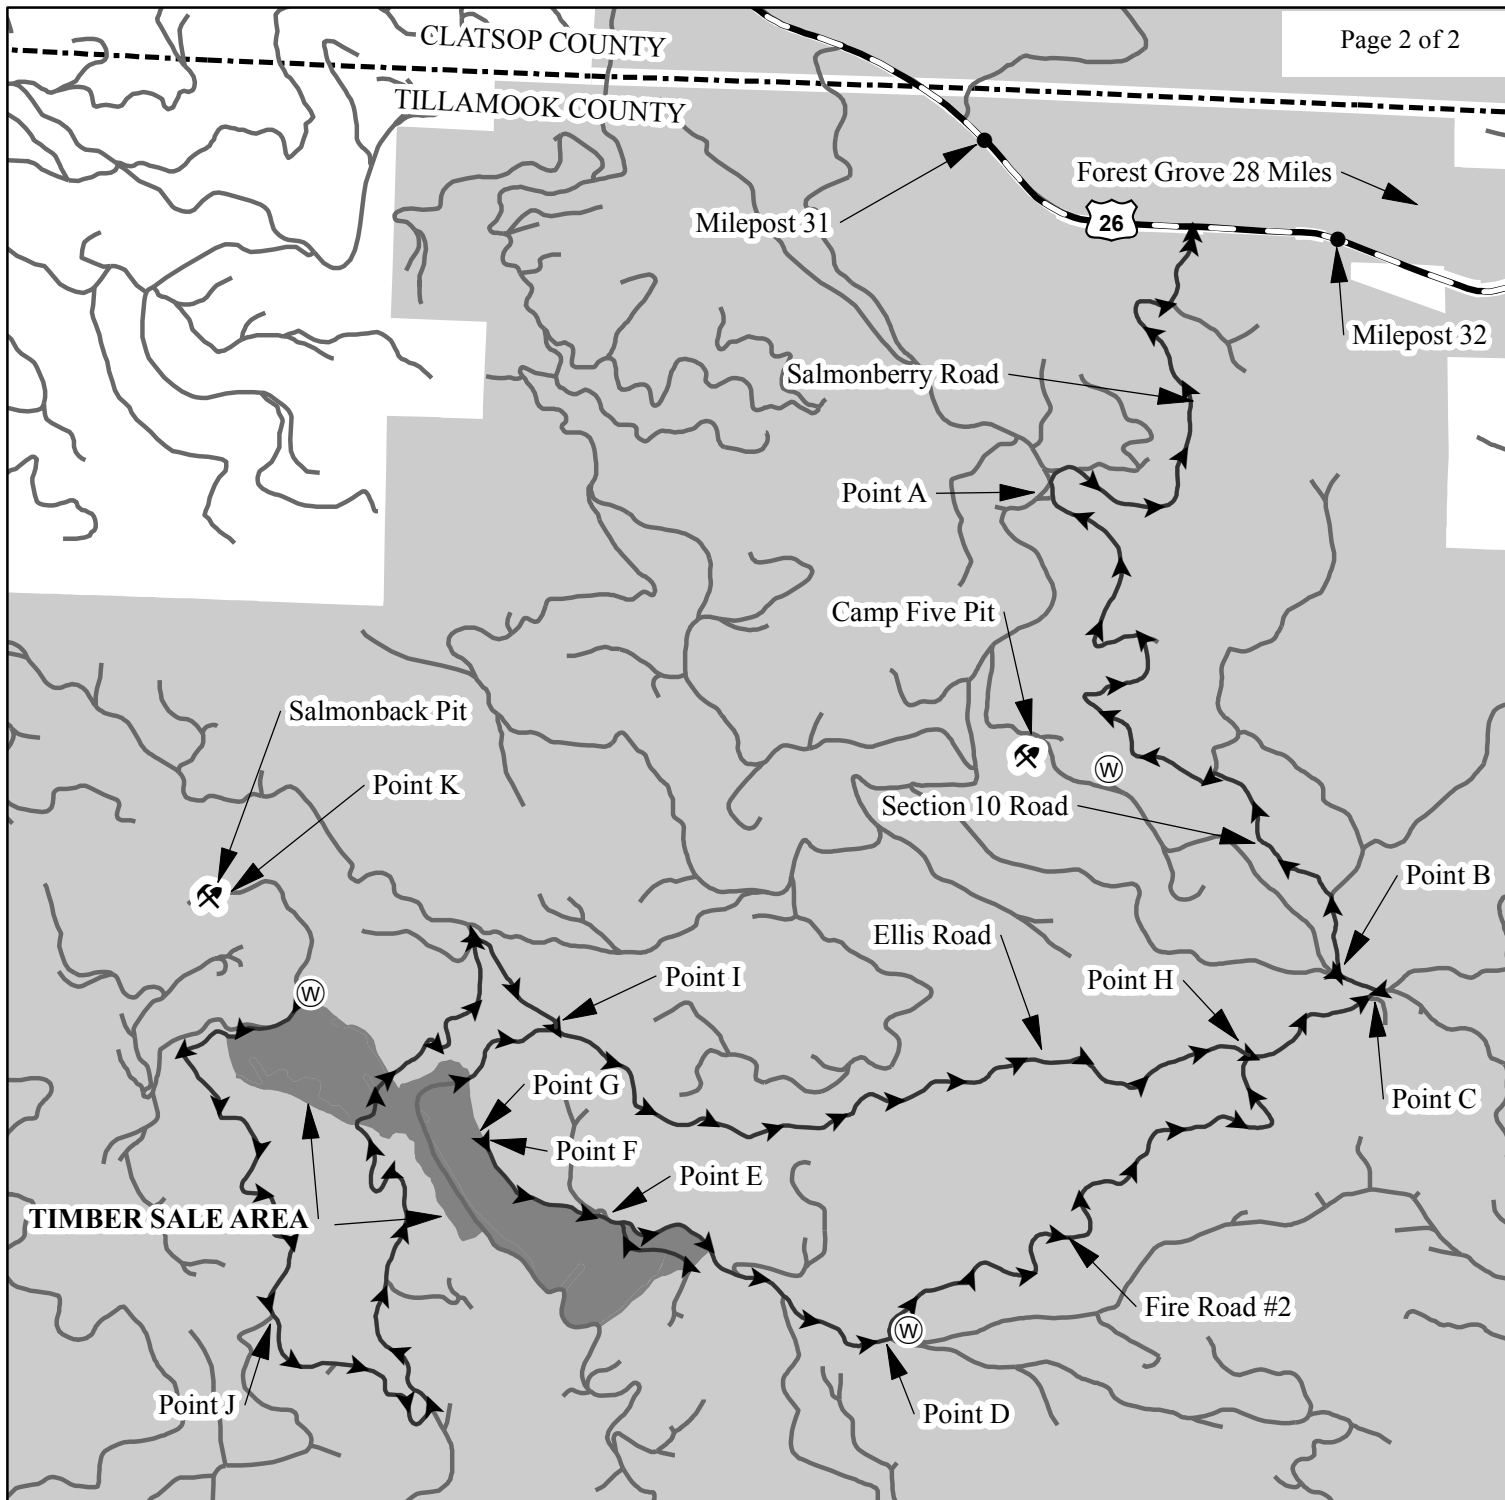 CLATSOP COUNTY
Page 2 of 2
TILLAMOOK COUNTY
Forest Grove 28 Miles
Milepost 31
26
Milepost 32
Salmonberry Road
Point A
Camp Five Pit
Salmonback Pit
W
Point K
Section 10 Road
Point B
Ellis Road
Point I
Point H
W
Point G
Point C
Point F
Point E
TIMBER SALE AREA
Fire Road #2
W
Point J
Point D